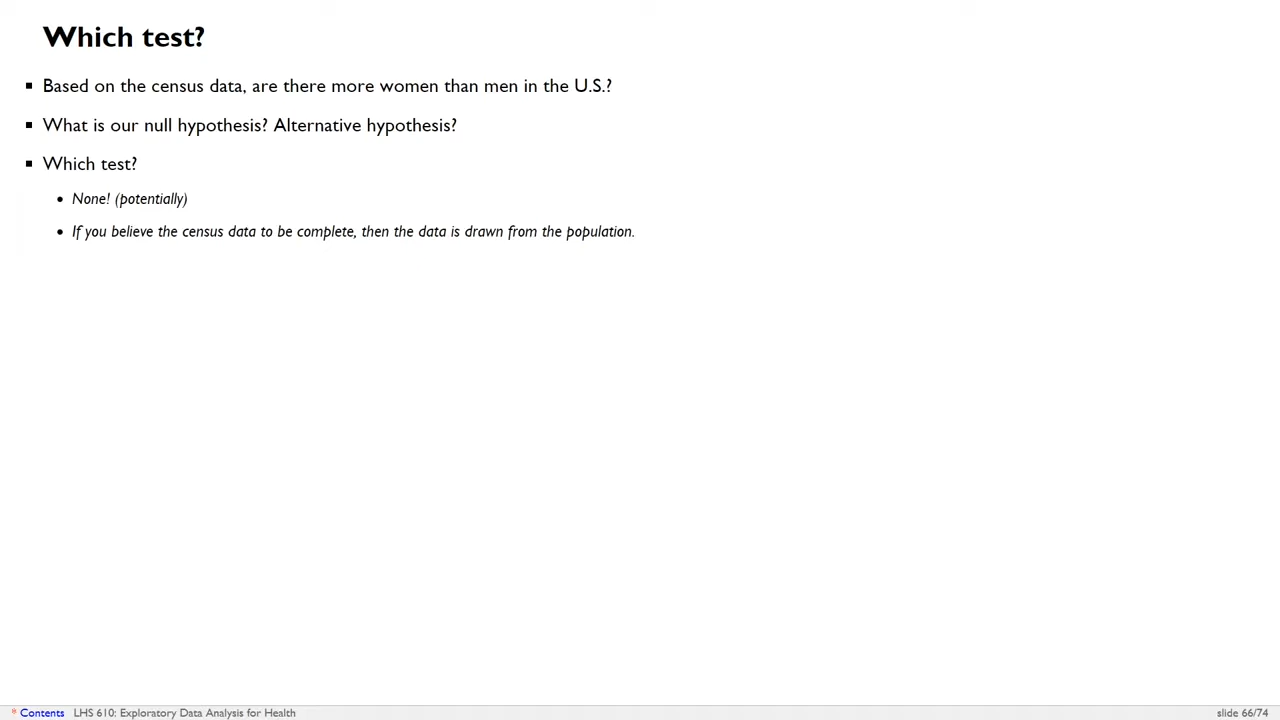 Which test?
▪ Based on the census data, are there more women than men in the U.S.?
▪ What is our null hypothesis? Alternative hypothesis?
▪ Which test?
• None! (potentially)
• If you believe the census data to be complete, then the data is drawn from the population.
* Contents LHS 610: Exploratory Data Analysis for Health slide 66/74